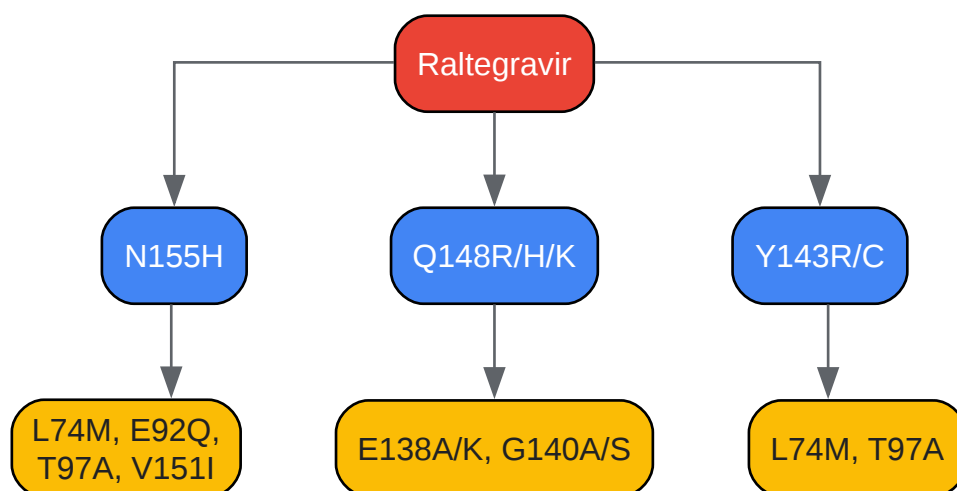 Raltegravir
N155H
Q148R/H/K
Y143R/C
L74M, E92Q,
T97A, V151I
E138A/K, G140A/S
L74M, T97A